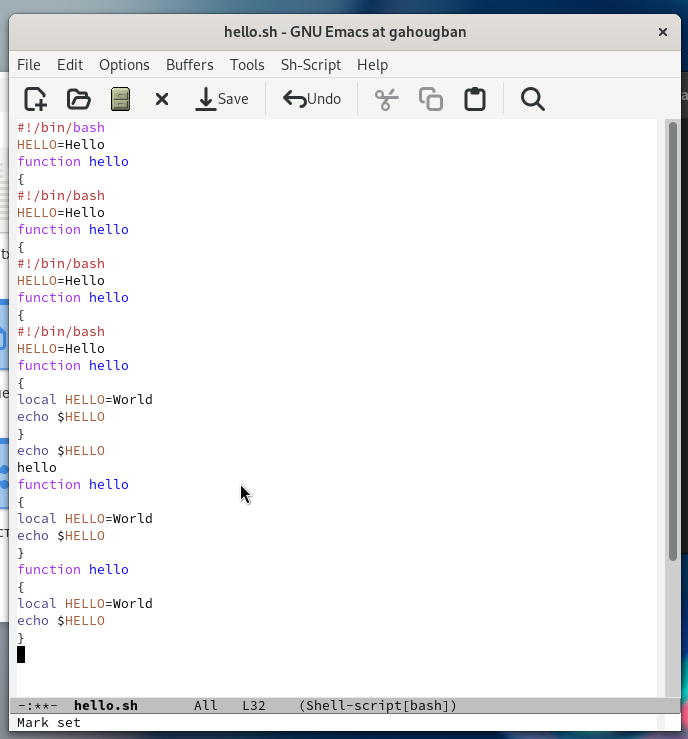 hello.sh - GNU Emacs at gahougban
File Edit Options Buffers Tools Sh-Script Help
Save Undo
#!/bin/bash
HELLO=Hello
function hello
{
#!/bin/bash
HELLO=Hello
function hello
{
#!/bin/bash
HELLO=Hello
function hello
{
#!/bin/bash
HELLO=Hello
function hello
{
local HELLO=World
echo $HELLO
}
echo $HELLO
hello
function hello
{
local HELLO=World
echo $HELLO
}
function hello
{
local HELLO=World
echo $HELLO
}
-:**- hello.sh All L32 (Shell-script[bash])
Mark set